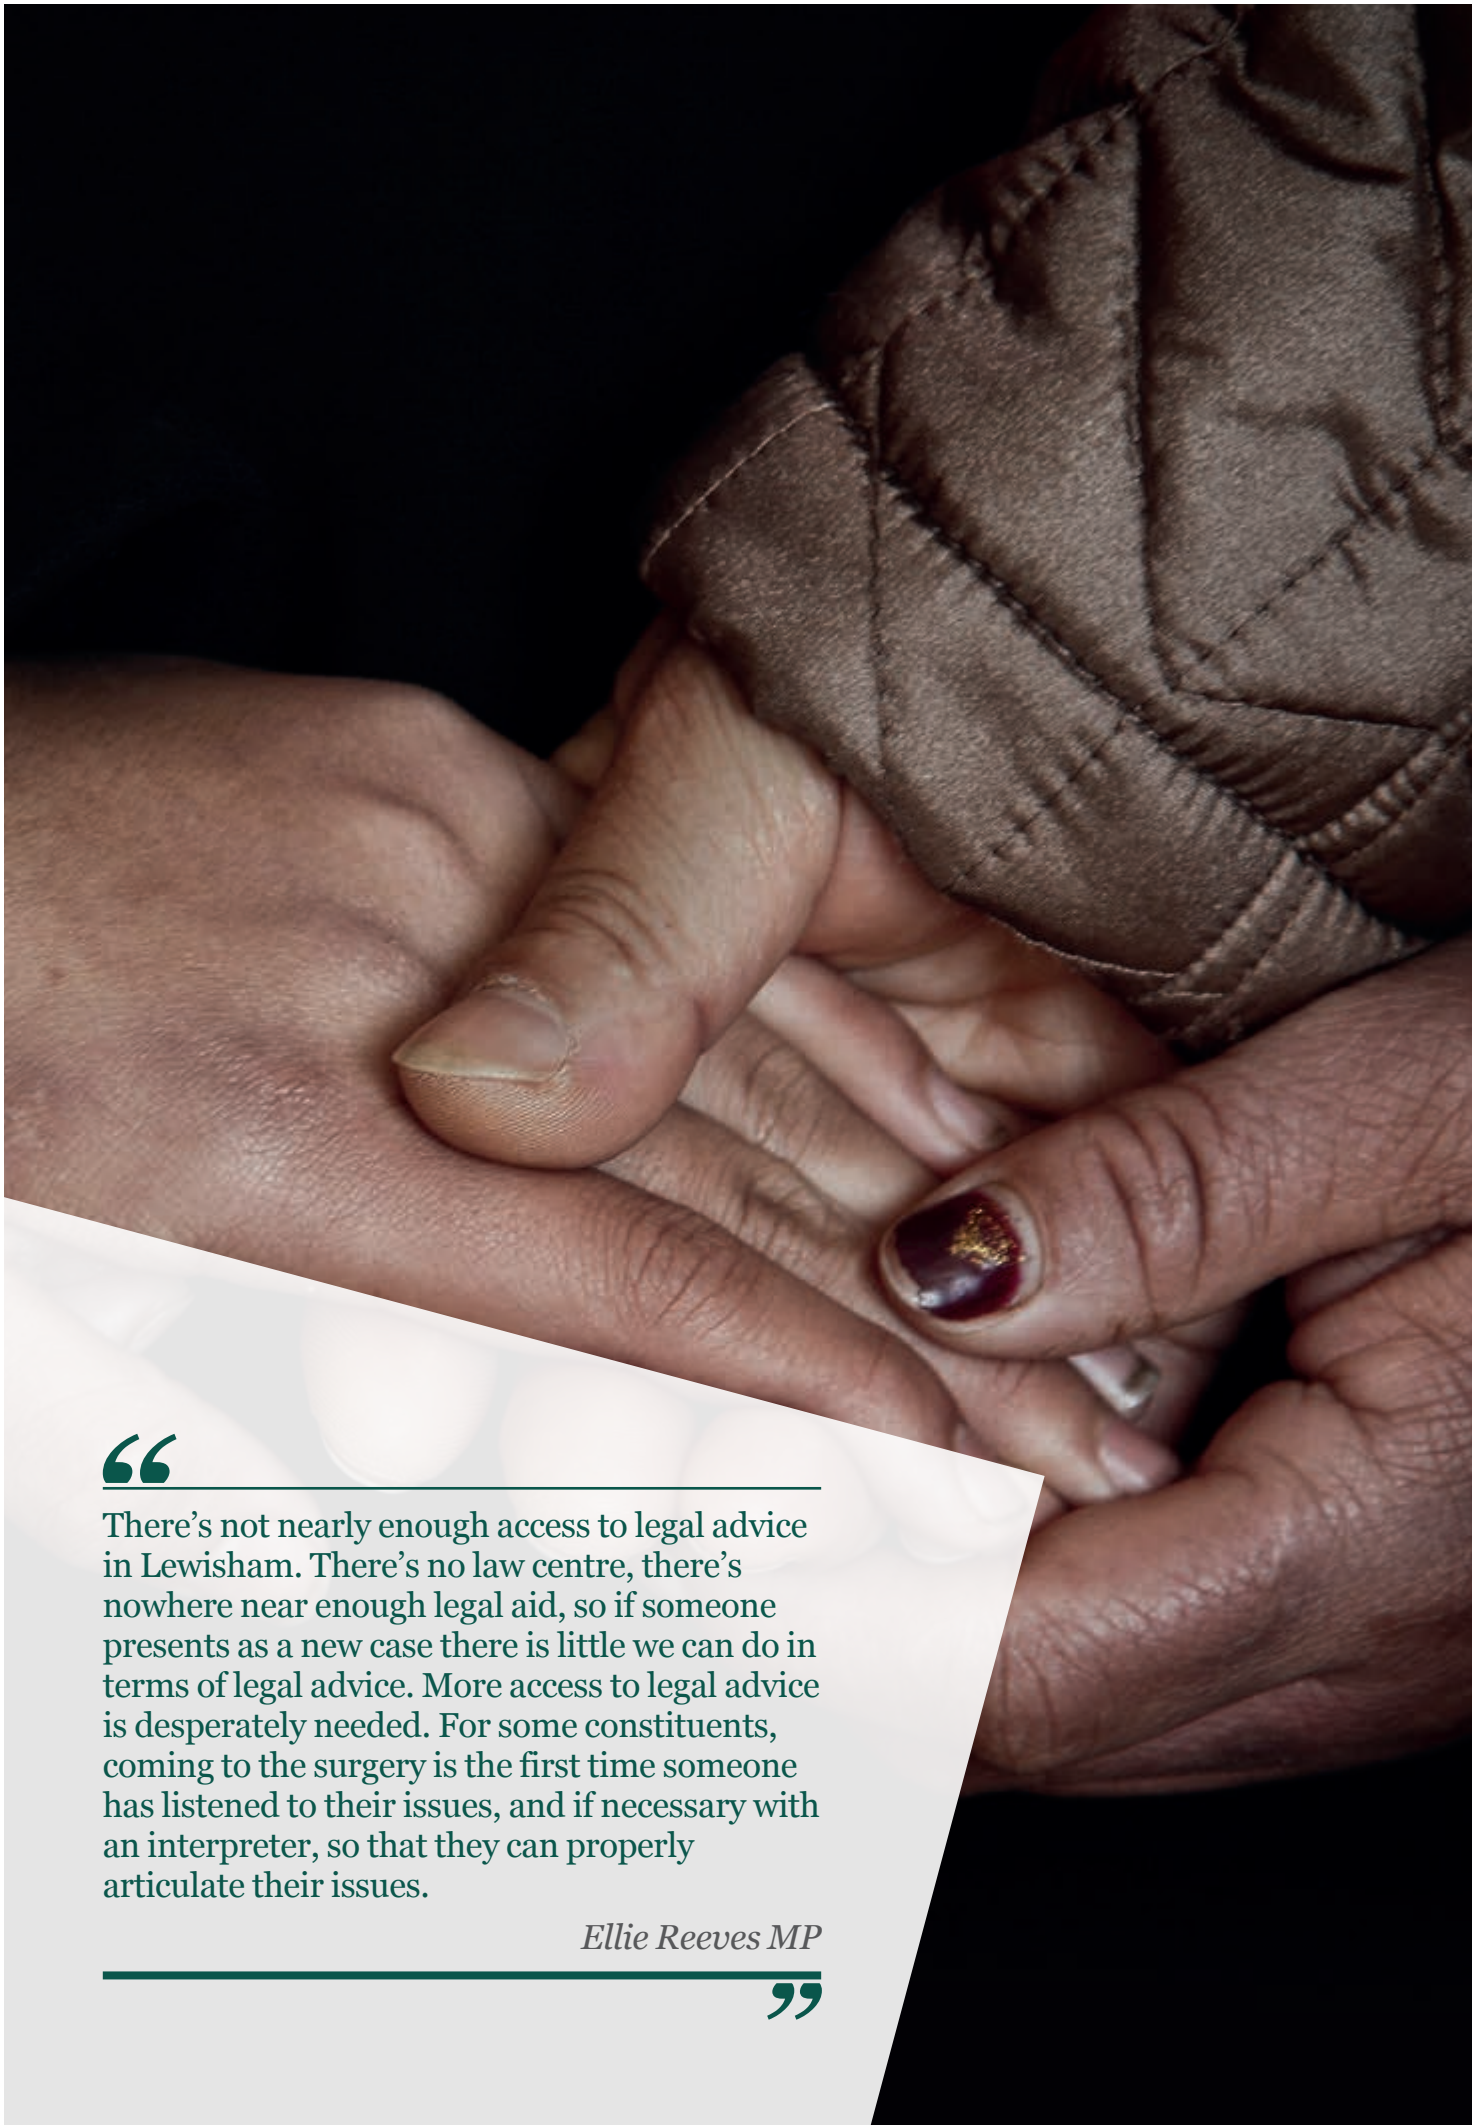 “
There’s not nearly enough access to legal advice
in Lewisham. There’s no law centre, there’s
nowhere near enough legal aid, so if someone
presents as a new case there is little we can do in
terms of legal advice. More access to legal advice
is desperately needed. For some constituents,
coming to the surgery is the first time someone
has listened to their issues, and if necessary with
an interpreter, so that they can properly
articulate their issues.
Ellie Reeves MP
”